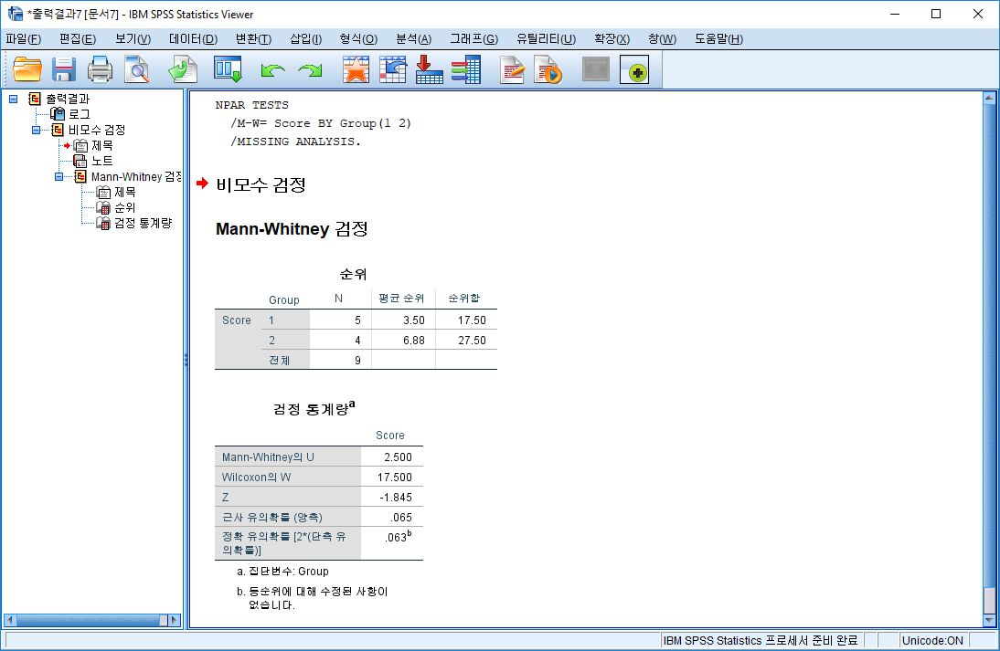 *출력결과7 [문서7] - IBM SPSS Statistics Viewer
파일(F) 편집(E) 보기(V) 데이터(D) 변환(T) 삽입(I) 형식(O) 분석(A) 그래프(G) 유틸리티(U) 확장(X) 창(W) 도움말(H)
출력결과
로그
비모수 검정
제목
노트
Mann-Whitney 검정
제목
순위
검정 통계량
NPAR TESTS
/M-W= Score BY Group(1 2)
/MISSING ANALYSIS.
비모수 검정
Mann-Whitney 검정
순위
Group N 평균 순위 순위합
Score 1 5 3.50 17.50
2 4 6.88 27.50
전체 9
검정 통계량a
Score
Mann-Whitney의 U 2.500
Wilcoxon의 W 17.500
Z -1.845
근사 유의확률 (양측) .065
정확 유의확률 [2*(단측 유
의확률)] .063b
a. 집단변수: Group
b. 등순위에 대해 수정된 사항이
없습니다.
IBM SPSS Statistics 프로세서 준비 완료 Unicode:ON